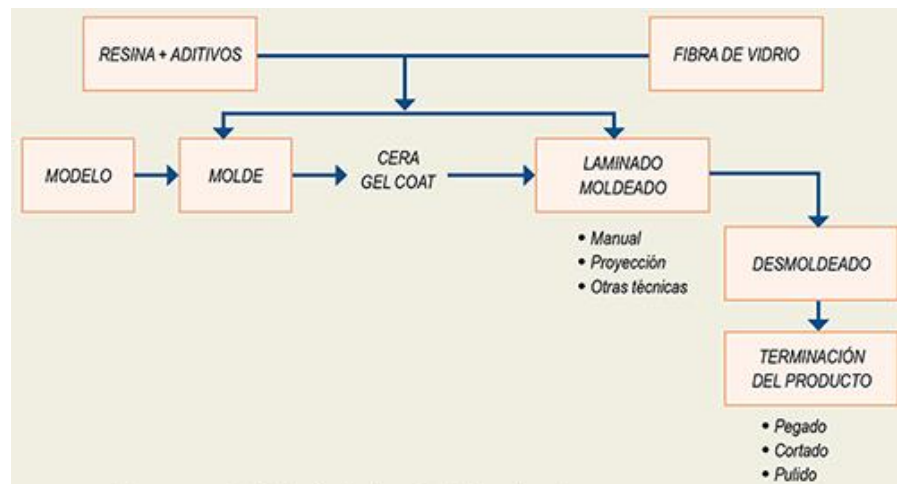 RESINA + ADITIVOS
FIBRA DE VIDRIO
MODELO
MOLDE
CERA
GEL COAT
LAMINADO
MOLDEADO
• Manual
• Proyección
• Otras técnicas
DESMOLDEADO
TERMINACIÓN
DEL PRODUCTO
• Pegado
• Cortado
• Pulido